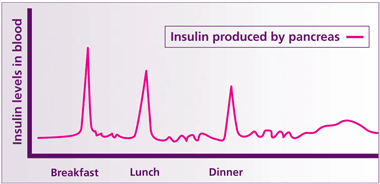 Insulin levels in blood
Insulin produced by pancreas
Breakfast
Lunch
Dinner